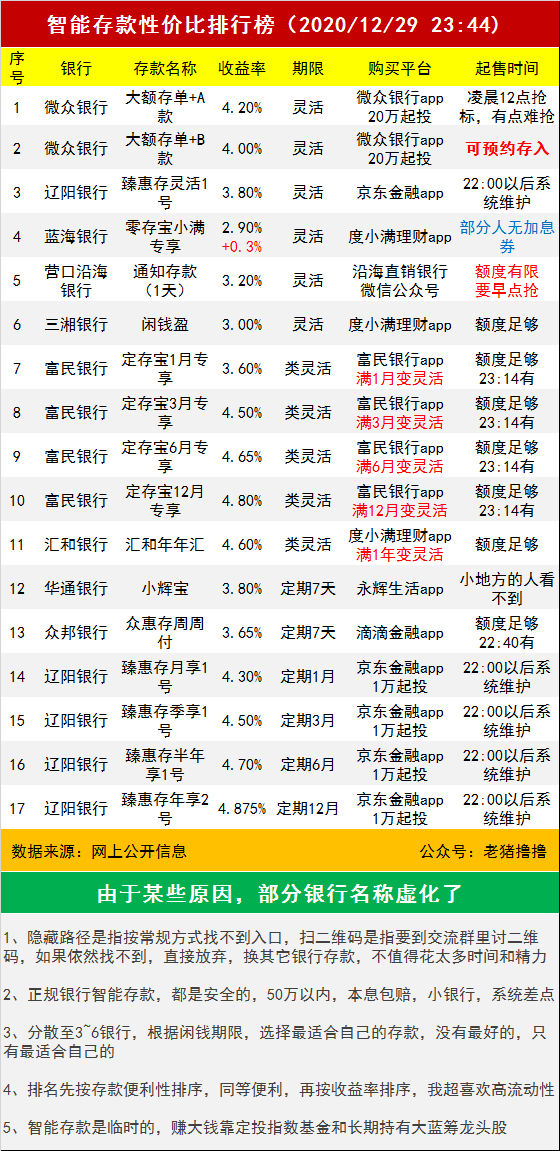 智能存款性价比排行榜（2020/12/29 23:44)
序号 银行 存款名称 收益率 期限 购买平台 起售时间
1 微众银行 大额存单+A款 4.20% 灵活 微众银行app 20万起投 凌晨12点抢标，有点难抢
2 微众银行 大额存单+B款 4.00% 灵活 微众银行app 20万起投 可预约存入
3 辽阳银行 臻惠存灵活1号 3.80% 灵活 京东金融app 22:00以后系统维护
4 蓝海银行 零存宝小满专享 2.90% +0.3% 灵活 度小满理财app 部分人无加息券
5 营口沿海银行 通知存款（1天） 3.20% 灵活 沿海直销银行微信公众号 额度有限要早点抢
6 三湘银行 闲钱盈 3.00% 灵活 度小满理财app 额度足够
7 富民银行 定存宝1月专享 3.60% 类灵活 富民银行app 满1月变灵活 额度足够 23:14有
8 富民银行 定存宝3月专享 4.50% 类灵活 富民银行app 满3月变灵活 额度足够 23:14有
9 富民银行 定存宝6月专享 4.65% 类灵活 富民银行app 满6月变灵活 额度足够 23:14有
10 富民银行 定存宝12月专享 4.80% 类灵活 富民银行app 满12月变灵活 额度足够 23:14有
11 汇和银行 汇和年年汇 4.60% 类灵活 度小满理财app 满1年变灵活 额度足够
12 华通银行 小辉宝 3.80% 定期7天 永辉生活app 小地方的人看不到
13 众邦银行 众惠存周周付 3.65% 定期7天 滴滴金融app 额度足够 22:40有
14 辽阳银行 臻惠存月享1号 4.30% 定期1月 京东金融app 1万起投 22:00以后系统维护
15 辽阳银行 臻惠存季享1号 4.50% 定期3月 京东金融app 1万起投 22:00以后系统维护
16 辽阳银行 臻惠存半年享1号 4.70% 定期6月 京东金融app 1万起投 22:00以后系统维护
17 辽阳银行 臻惠存年享2号 4.875% 定期12月 京东金融app 1万起投 22:00以后系统维护
数据来源：网上公开信息 公众号：老猪撸撸
由于某些原因，部分银行名称虚化了
1、隐藏路径是指按常规方式找不到入口，扫二维码是指要到交流群里讨二维
码，如果依然找不到，直接放弃，换其它银行存款，不值得花太多时间和精力
2、正规银行智能存款，都是安全的，50万以内，本息包赔，小银行，系统差点
3、分散至3~6银行，根据闲钱期限，选择最适合自己的存款，没有最好的，只
有最适合自己的
4、排名先按存款便利性排序，同等便利，再按收益率排序，我超喜欢高流动性
5、智能存款是临时的，赚大钱靠定投指数基金和长期持有大蓝筹龙头股